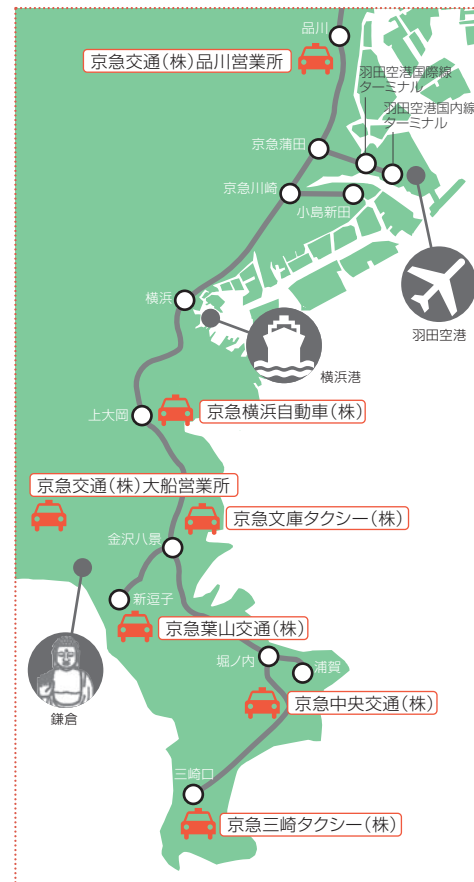 品川
京急交通(株)品川営業所
羽田空港国際線
ターミナル
羽田空港国内線
ターミナル
京急蒲田
京急川崎
小島新田
羽田空港
横浜
横浜港
上大岡
京急横浜自動車(株)
京急交通(株)大船営業所
京急文庫タクシー(株)
金沢八景
新逗子
京急葉山交通(株)
鎌倉
堀ノ内
浦賀
京急中央交通(株)
三崎口
京急三崎タクシー(株)